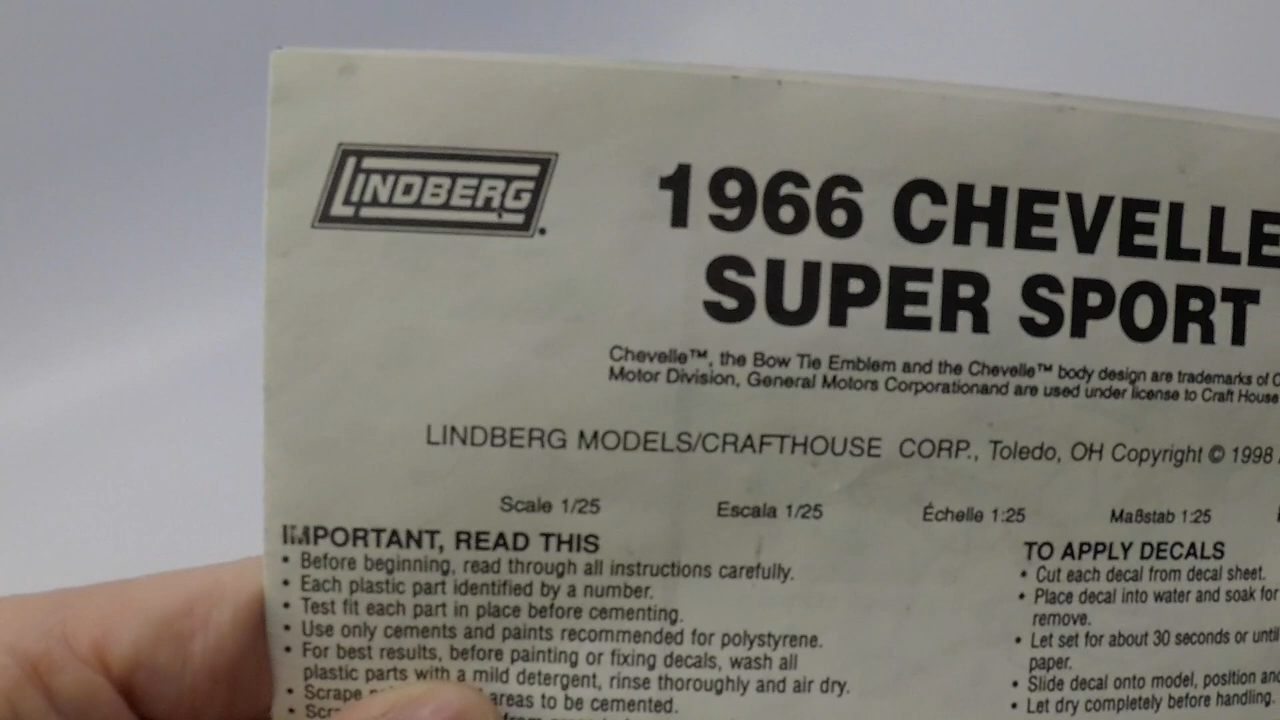 LINDBERG
1966 CHEVELLE
SUPER SPORT
Chevelle™, the Bow Tie Emblem and the Chevelle™ body design are trademarks of
Motor Division, General Motors Corporationand are used under license to Craft House
LINDBERG MODELS/CRAFTHOUSE CORP., Toledo, OH Copyright © 1998
Scale 1/25 Escala 1/25 Échelle 1:25 Maßstab 1:25
IMPORTANT, READ THIS
• Before beginning, read through all instructions carefully.
• Each plastic part identified by a number.
• Test fit each part in place before cementing.
• Use only cements and paints recommended for polystyrene.
• For best results, before painting or fixing decals, wash all
plastic parts with a mild detergent, rinse thoroughly and air dry.
• Scrape areas to be cemented.
TO APPLY DECALS
• Cut each decal from decal sheet.
• Place decal into water and soak for
remove.
• Let set for about 30 seconds or until
paper.
• Slide decal onto model, position and
• Let dry completely before handling.